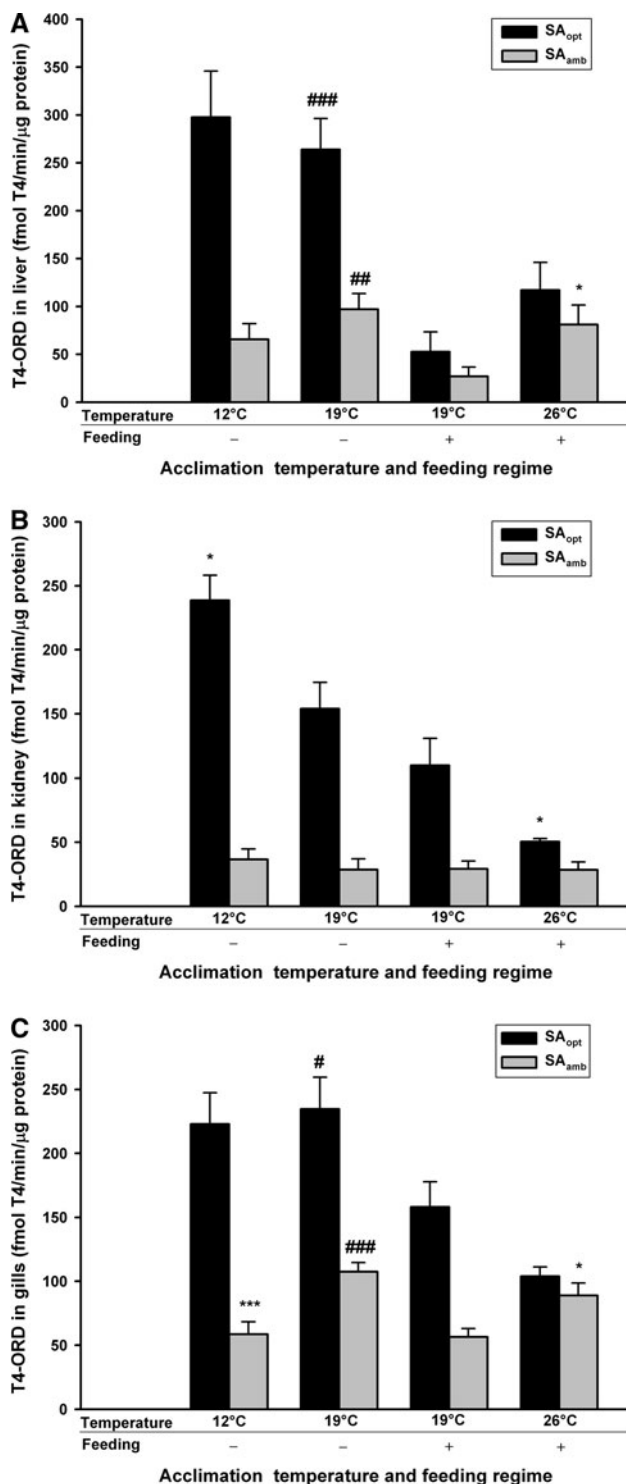 A
T4-ORD in liver (fmol T4/min/μg protein)
400
350
300
250
200
150
100
50
0
SAopt
SAamb
###
##
*
Temperature 12°C 19°C 19°C 26°C
Feeding – – + +
Acclimation temperature and feeding regime
B
T4-ORD in kidney (fmol T4/min/μg protein)
300
250
200
150
100
50
0
SAopt
SAamb
*
*
Temperature 12°C 19°C 19°C 26°C
Feeding – – + +
Acclimation temperature and feeding regime
C
T4-ORD in gills (fmol T4/min/μg protein)
300
250
200
150
100
50
0
SAopt
SAamb
#
###
***
*
Temperature 12°C 19°C 19°C 26°C
Feeding – – + +
Acclimation temperature and feeding regime